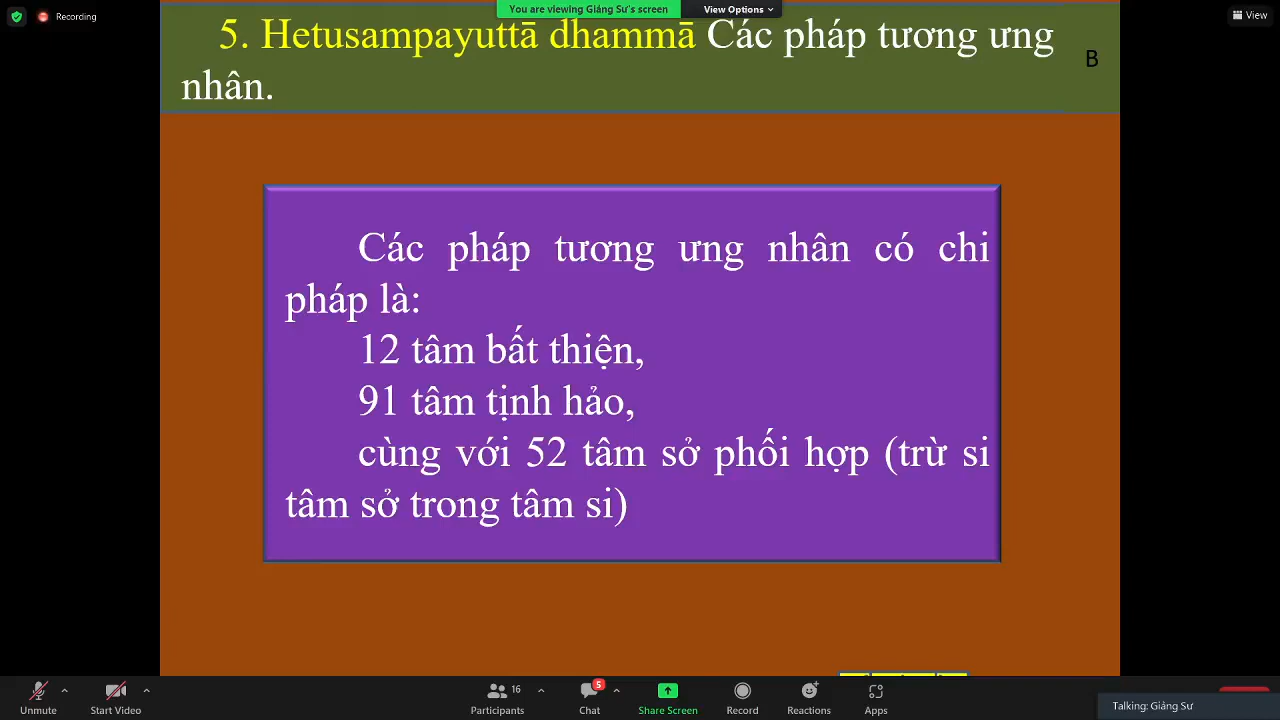 Recording
You are viewing Giảng Sư's screen
View Options
View
5. Hetusampayuttā dhammā Các pháp tương ưng
nhân.
B
Các pháp tương ưng nhân có chi
pháp là:
12 tâm bất thiện,
91 tâm tịnh hảo,
cùng với 52 tâm sở phối hợp (trừ si
tâm sở trong tâm si)
Unmute
Start Video
Participants
16
Chat
5
Share Screen
Record
Reactions
Apps
Talking: Giảng Sư